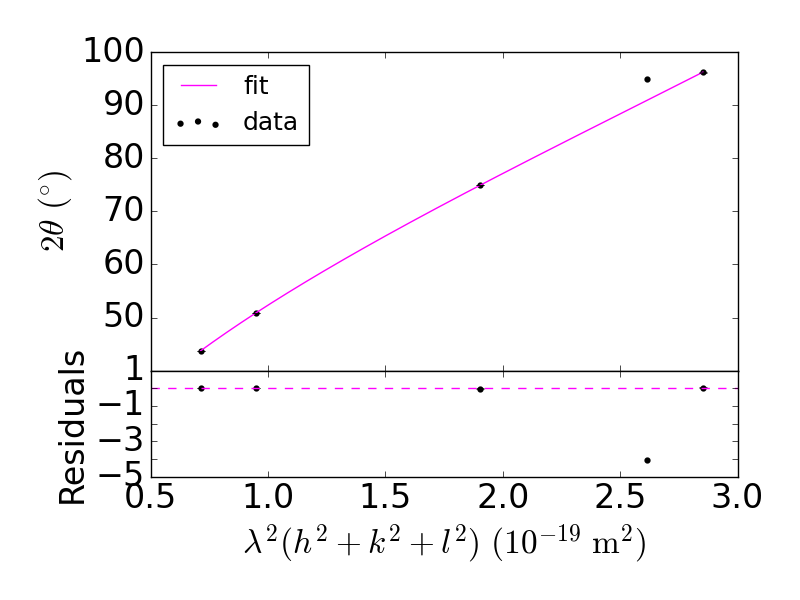 100
90
80
70
60
50
2θ (°)
fit
data
1
−1
−3
−5
Residuals
0.5 1.0 1.5 2.0 2.5 3.0
λ²(h² + k² + l²) (10⁻¹⁹ m²)